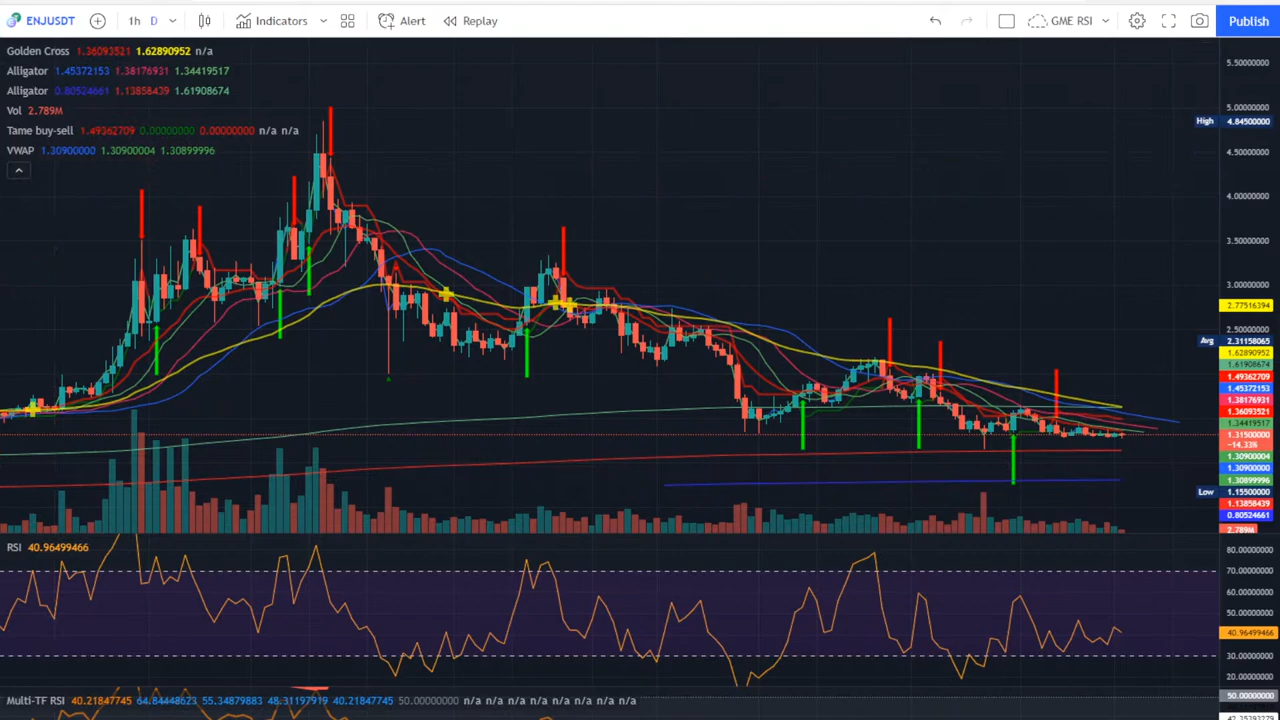 ENJUSDT 1h D Indicators Alert Replay GME RSI Publish
Golden Cross 1.36093521 1.62890952 n/a
Alligator 1.45372153 1.38176931 1.34419517
Alligator 0.80524661 1.13858439 1.61908674
Vol 2.789M
Tame buy-sell 1.49362709 0.00000000 0.00000000 n/a n/a
VWAP 1.30900000 1.30900004 1.30899996
5.50000000
5.00000000
High 4.84500000
4.50000000
4.00000000
3.50000000
3.00000000
2.77516394
2.50000000
Avg 2.31158065
1.62890952
1.61908674
1.49362709
1.45372153
1.38176931
1.36093521
1.34419517
1.31500000
-14.33%
1.30900004
1.30900000
1.30899996
Low 1.15500000
1.13858439
0.80524661
2.789M
RSI 40.96499466
80.00000000
70.00000000
60.00000000
50.00000000
40.96499466
30.00000000
20.00000000
Multi-TF RSI 40.21847745 64.84448623 55.34879883 48.31197919 40.21847745 50.00000000 n/a n/a n/a n/a n/a n/a n/a n/a
50.00000000